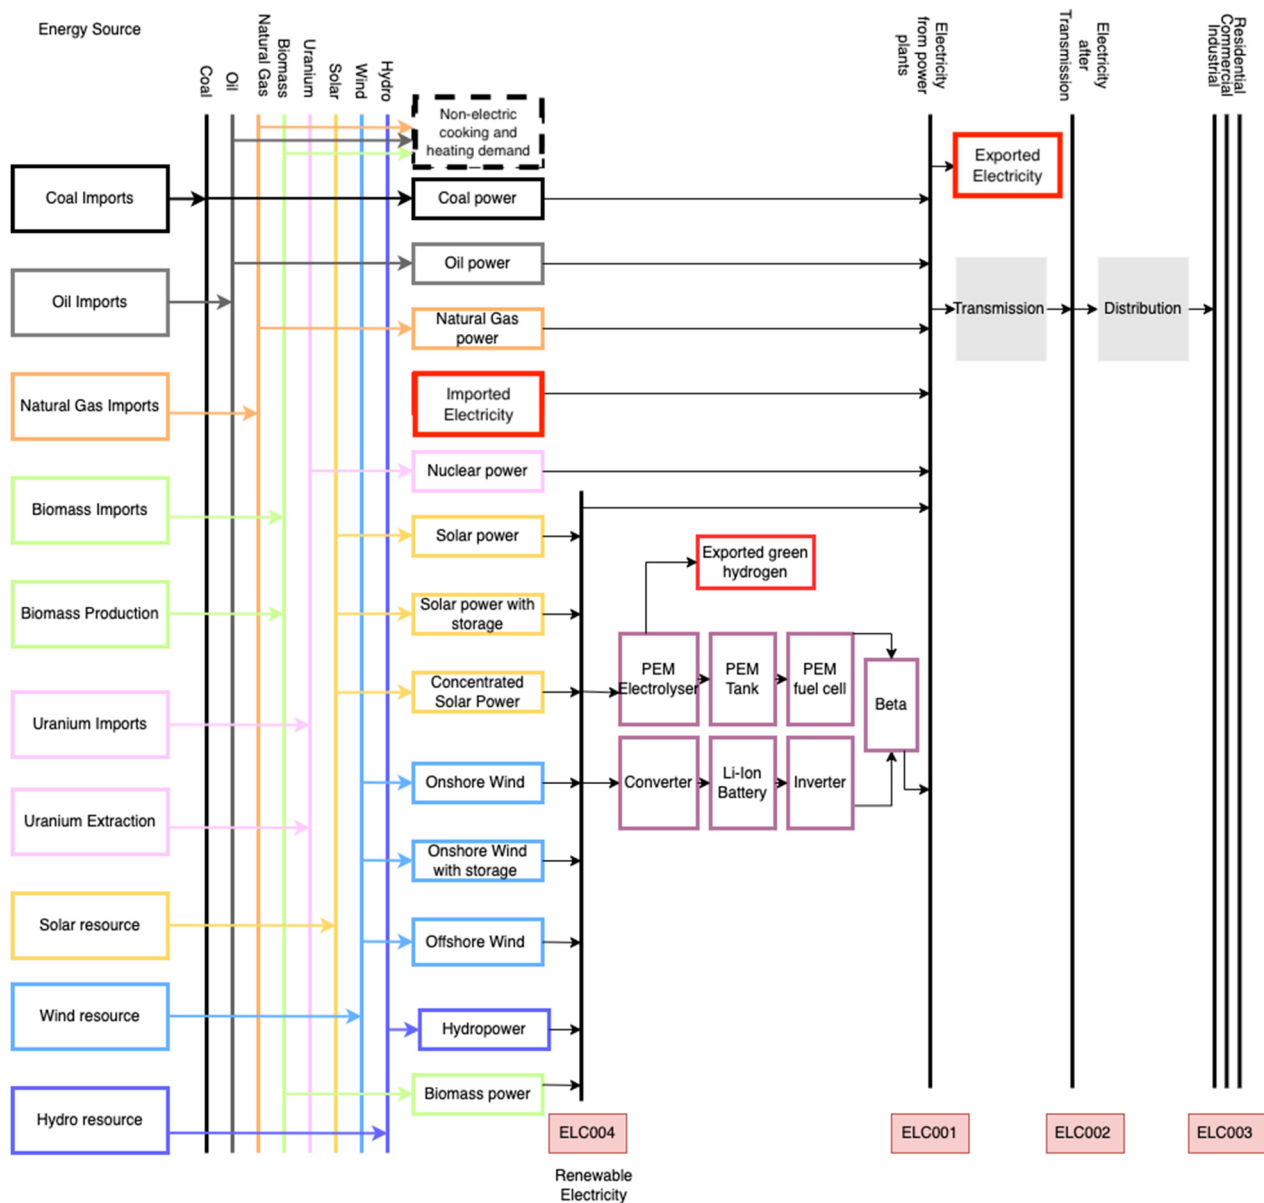 Energy Source
Coal
Oil
Natural Gas
Biomass
Uranium
Solar
Wind
Hydro
Electricity
from power
plants
Electricity
after
Transmission
Residential
Commercial
Industrial
Non-electric
cooking and
heating demand
Exported
Electricity
Coal Imports
Coal power
Oil Imports
Oil power
Natural Gas
power
Transmission
Distribution
Natural Gas Imports
Imported
Electricity
Nuclear power
Biomass Imports
Solar power
Exported green
hydrogen
Biomass Production
Solar power with
storage
Concentrated
Solar Power
PEM
Electrolyser
PEM
Tank
PEM
fuel cell
Beta
Uranium Imports
Onshore Wind
Converter
Li-Ion
Battery
Inverter
Uranium Extraction
Onshore Wind
with storage
Solar resource
Offshore Wind
Wind resource
Hydropower
Biomass power
Hydro resource
ELC004
ELC001
ELC002
ELC003
Renewable
Electricity